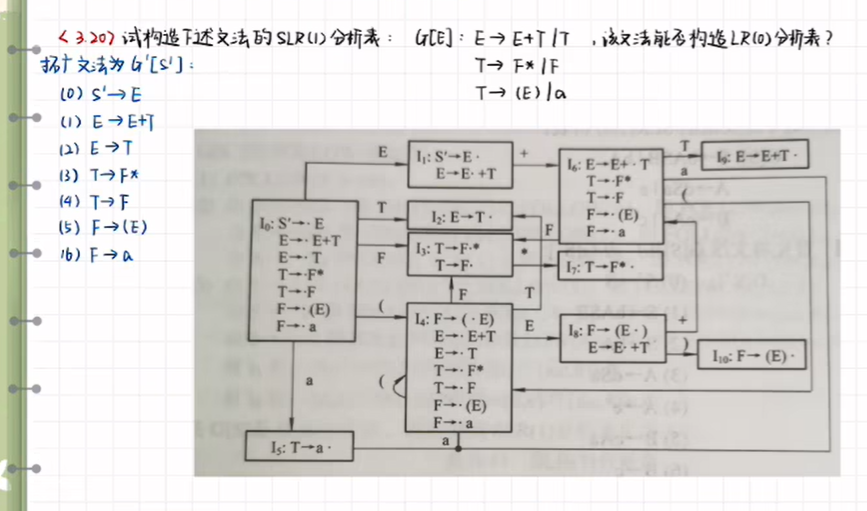 <3.20> 试构造下述文法的SLR(1)分析表: G[E]: E→E+T|T ,该文法能否构造LR(0)分析表?
T→F*|F
T→(E)|a
拓广文法为G'[S']:
(0) S'→E
(1) E→E+T
(2) E→T
(3) T→F*
(4) T→F
(5) F→(E)
(6) F→a
I0: S'→·E
E→·E+T
E→·T
T→·F*
T→·F
F→·(E)
F→·a
E
T
F
(
a
I1: S'→E·
E→E·+T
I2: E→T·
I3: T→F·*
T→F·
I4: F→(·E)
E→·E+T
E→·T
T→·F*
T→·F
F→·(E)
F→·a
I5: T→a·
+
F
*
F
T
E
(
a
I6: E→E+·T
T→·F*
T→·F
F→·(E)
F→·a
I7: T→F*·
I8: F→(E·)
E→E·+T
T
a
(
+
)
I9: E→E+T·
I10: F→(E)·